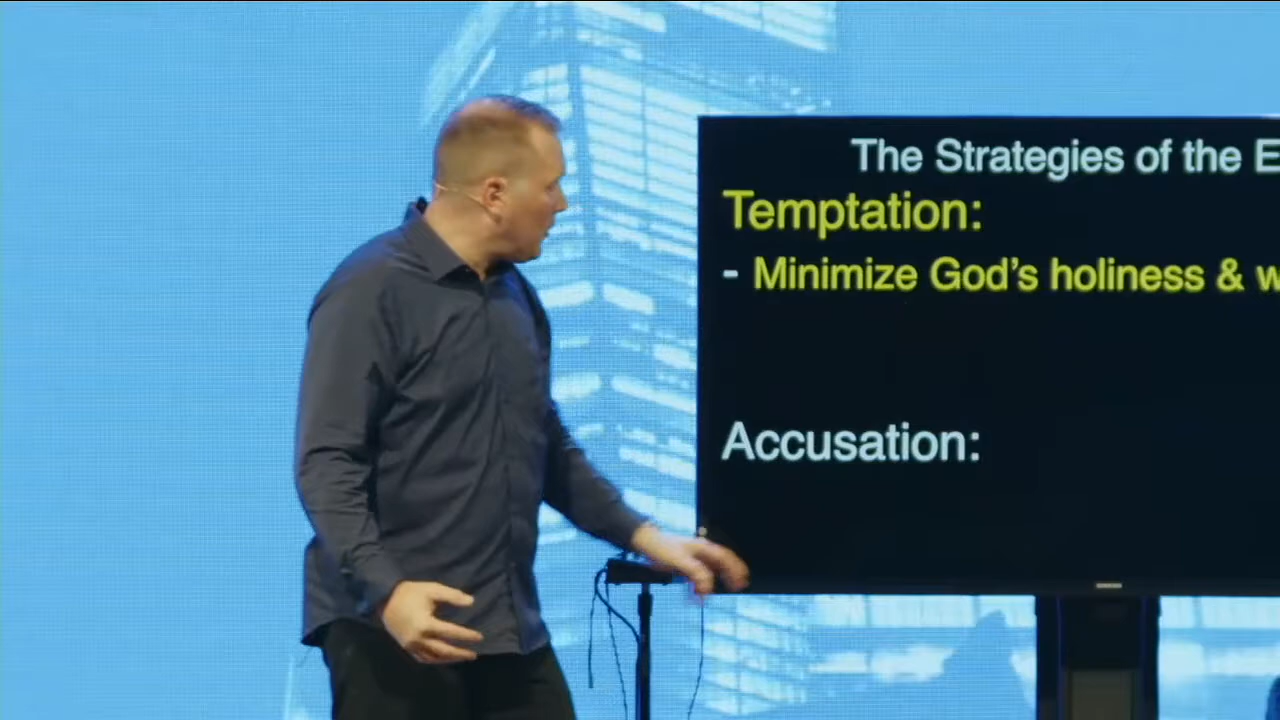 The Strategies of the E
Temptation:
- Minimize God's holiness & w
Accusation: